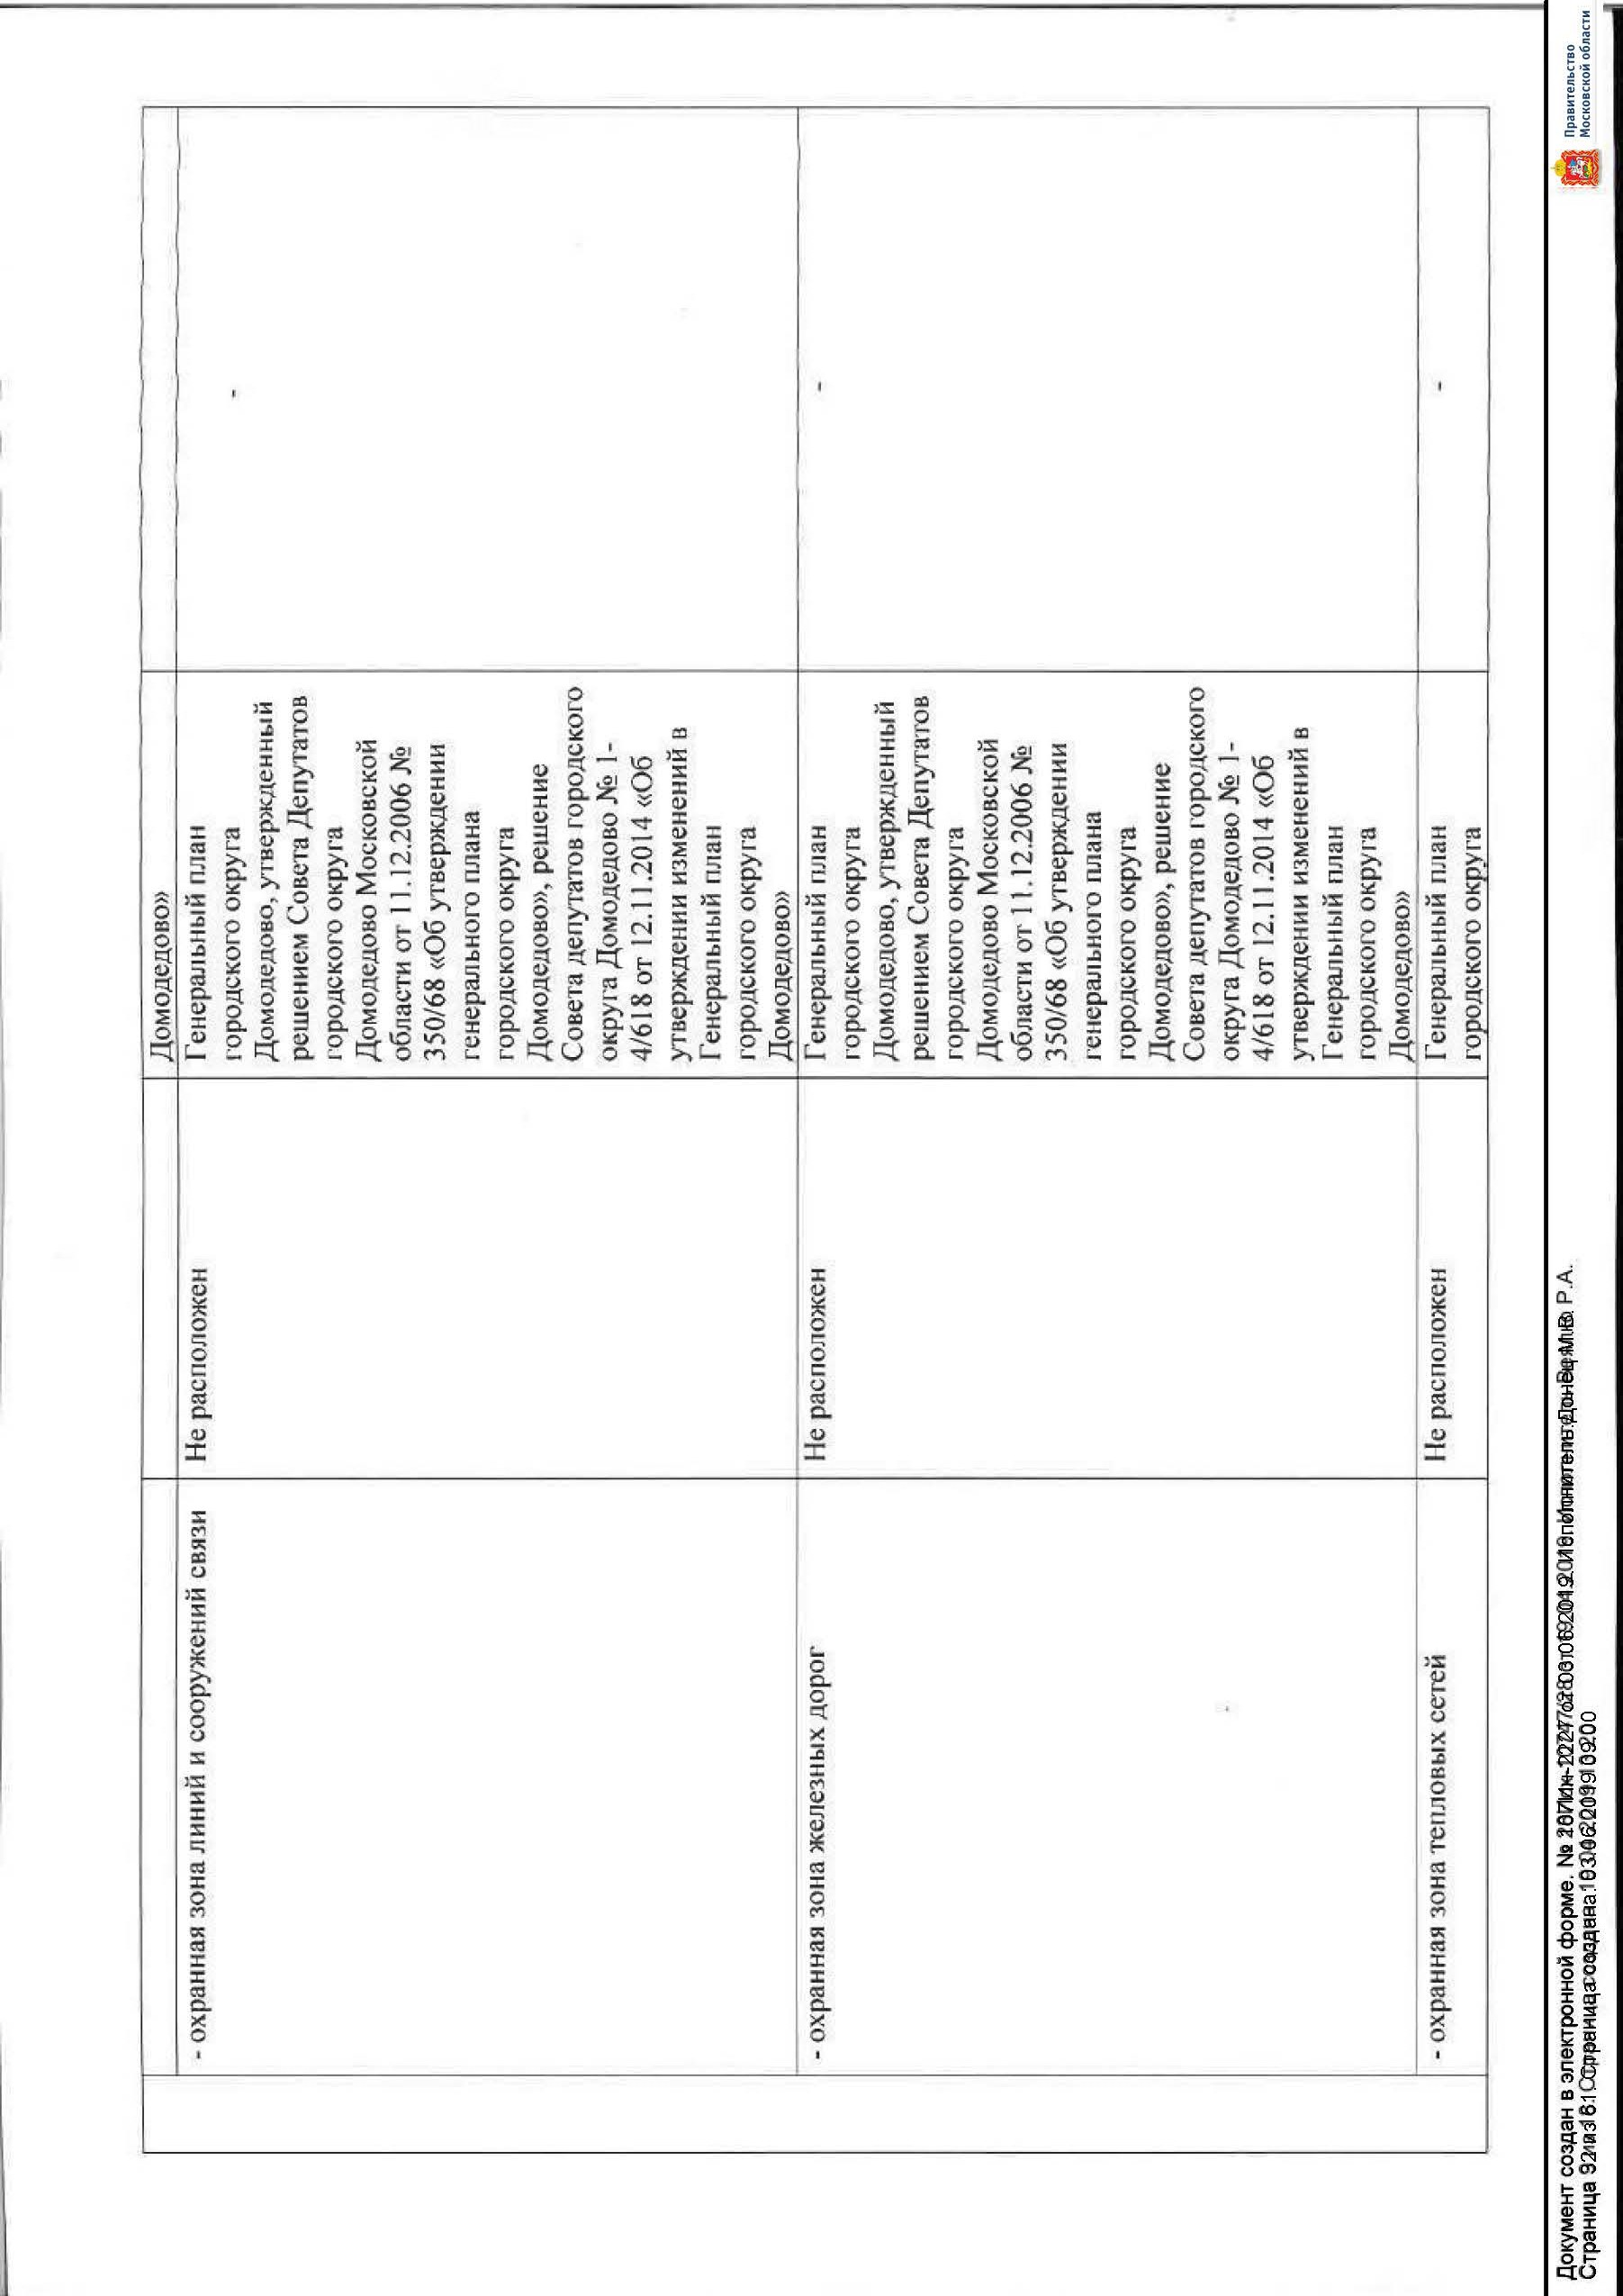 Домодедово»
- охранная зона линий и сооружений связи
Не расположен
Генеральный план
городского округа
Домодедово, утвержденный
решением Совета Депутатов
городского округа
Домодедово Московской
области от 11.12.2006 №
350/68 «Об утверждении
генерального плана
городского округа
Домодедово», решение
Совета депутатов городского
округа Домодедово № 1-
4/618 от 12.11.2014 «Об
утверждении изменений в
Генеральный план
городского округа
Домодедово»
-
- охранная зона железных дорог
Не расположен
Генеральный план
городского округа
Домодедово, утвержденный
решением Совета Депутатов
городского округа
Домодедово Московской
области от 11.12.2006 №
350/68 «Об утверждении
генерального плана
городского округа
Домодедово», решение
Совета депутатов городского
округа Домодедово № 1-
4/618 от 12.11.2014 «Об
утверждении изменений в
Генеральный план
городского округа
Домодедово»
-
- охранная зона тепловых сетей
Не расположен
Генеральный план
городского округа
-
Документ создан в электронной форме. № Р.А.
Страница
Правительство
Московской области